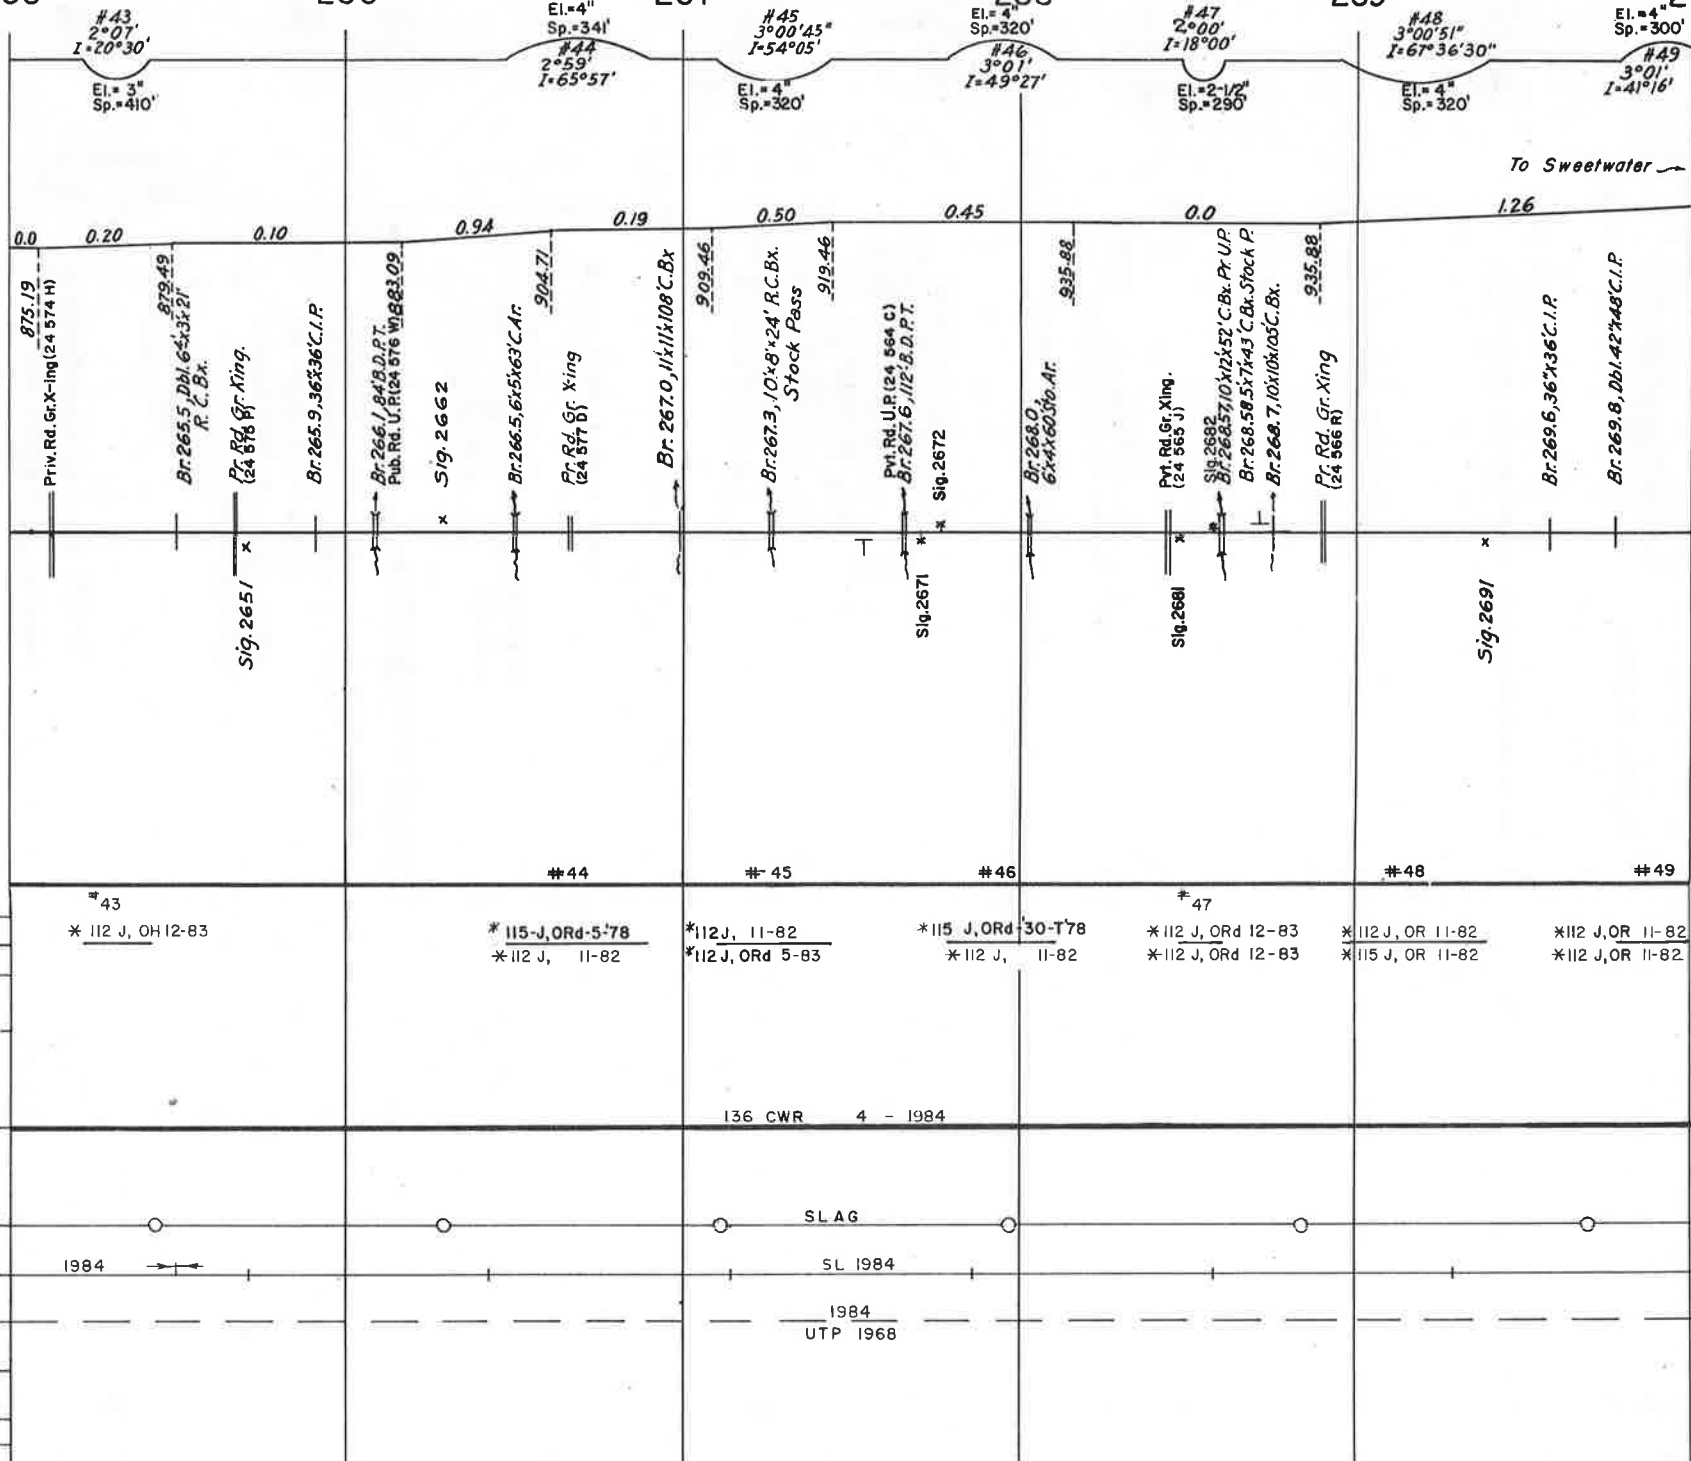 #43
2°07'
I=20°30'
El.= 3"
Sp.=410'
El.=4"
Sp.=341'
#44
2°59'
I=65°57'
#45
3°00'45"
I=54°05'
El.=4"
Sp.=320'
El.=4"
Sp.=320'
#46
3°01'
I=49°27'
#47
2°00'
I=18°00'
El.=2-1/2"
Sp.=290'
#48
3°00'51"
I=67°36'30"
El.=4"
Sp.=320'
El.=4"
Sp.=300'
#49
3°01'
I=41°16'
To Sweetwater
0.0
0.20
0.10
0.94
0.19
0.50
0.45
0.0
1.26
875.19
879.49
883.09
904.71
909.46
919.46
935.88
935.88
Priv. Rd. Gr. X-ing (24 574 H)
Br. 265.5, Dbl. 6'x3'x21'
R. C. Bx.
Pr. Rd. Gr. Xing.
(24 575 P)
Br. 265.9, 36"x36' C.I.P.
Br. 266.1, 84' B.D.P.T.
Pub. Rd. U.P. (24 576 W)
Sig. 2662
Br. 266.5, 6'x5'x63' C.Ar.
Pr. Rd. Gr. X-ing
(24 577 D)
Br. 267.0, 11'x11'x108' C.Bx
Br. 267.3, 10'x8'x24' R.C.Bx.
Stock Pass
Pvt. Rd. U.P. (24 564 C)
Br. 267.6, 112' B.D.P.T.
Sig. 2672
Br. 268.0,
6'x4'x60' Sto. Ar.
Pvt. Rd. Gr. Xing.
(24 565 J)
Sig. 2682
Br. 268.57, 10'x12'x52' C.Bx. Pr. U.P.
Br. 268.58, 5'x7'x43' C.Bx. Stock P.
Br. 268.7, 10'x10'x105' C.Bx.
Pr. Rd. Gr. Xing
(24 566 R)
Br. 269.6, 36"x36' C.I.P.
Br. 269.8, Dbl. 42"x48' C.I.P.
Sig. 2651
Sig. 2671
Sig. 2681
Sig. 2691
#44
#45
#46
#48
#49
#43
#47
* 112 J, OH 12-83
* 115-J, ORd-5-'78
* 112 J, 11-82
*112 J, 11-82
*112 J, ORd 5-83
*115 J, ORd-'30-T'78
*112 J, 11-82
*112 J, ORd 12-83
*112 J, ORd 12-83
*112 J, OR 11-82
*115 J, OR 11-82
*112 J, OR 11-82
*112 J, OR 11-82
136 CWR 4 - 1984
SLAG
1984
SL 1984
1984
UTP 1968